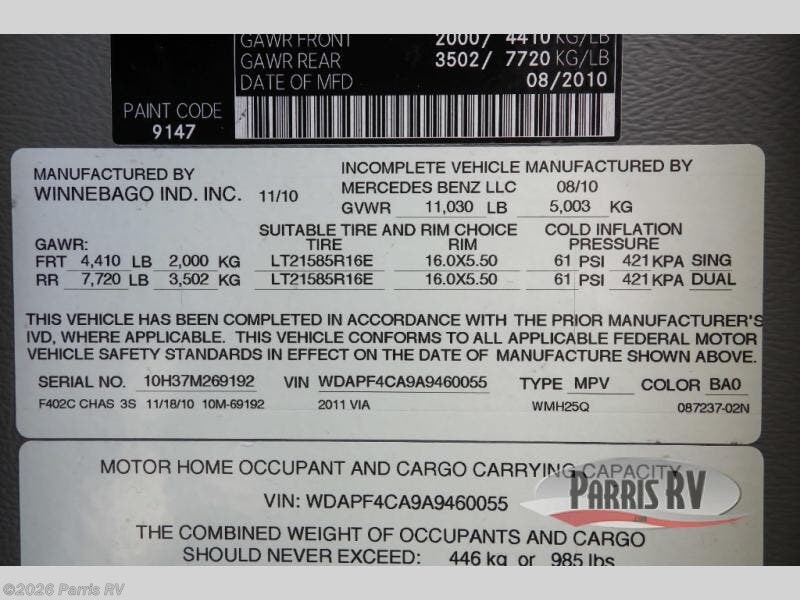 GAWR FRONT 2000/ 4410 KG/LB
GAWR REAR 3502/ 7720 KG/LB
DATE OF MFD 08/2010
PAINT CODE
9147
MANUFACTURED BY
WINNEBAGO IND. INC. 11/10
INCOMPLETE VEHICLE MANUFACTURED BY
MERCEDES BENZ LLC 08/10
GVWR 11,030 LB 5,003 KG
SUITABLE TIRE AND RIM CHOICE COLD INFLATION
GAWR: TIRE RIM PRESSURE
FRT 4,410 LB 2,000 KG LT21585R16E 16.0X5.50 61 PSI 421 KPA SING
RR 7,720 LB 3,502 KG LT21585R16E 16.0X5.50 61 PSI 421 KPA DUAL
THIS VEHICLE HAS BEEN COMPLETED IN ACCORDANCE WITH THE PRIOR MANUFACTURER'S
IVD, WHERE APPLICABLE. THIS VEHICLE CONFORMS TO ALL APPLICABLE FEDERAL MOTOR
VEHICLE SAFETY STANDARDS IN EFFECT ON THE DATE OF MANUFACTURE SHOWN ABOVE.
SERIAL NO. 10H37M269192 VIN WDAPF4CA9A9460055 TYPE MPV COLOR BA0
F402C CHAS 3S 11/18/10 10M-69192 2011 VIA WMH25Q 087237-02N
MOTOR HOME OCCUPANT AND CARGO CARRYING CAPACITY
VIN: WDAPF4CA9A9460055
PARRIS RV
THE COMBINED WEIGHT OF OCCUPANTS AND CARGO
SHOULD NEVER EXCEED: 446 kg or 985 lbs
©2026 Parris RV